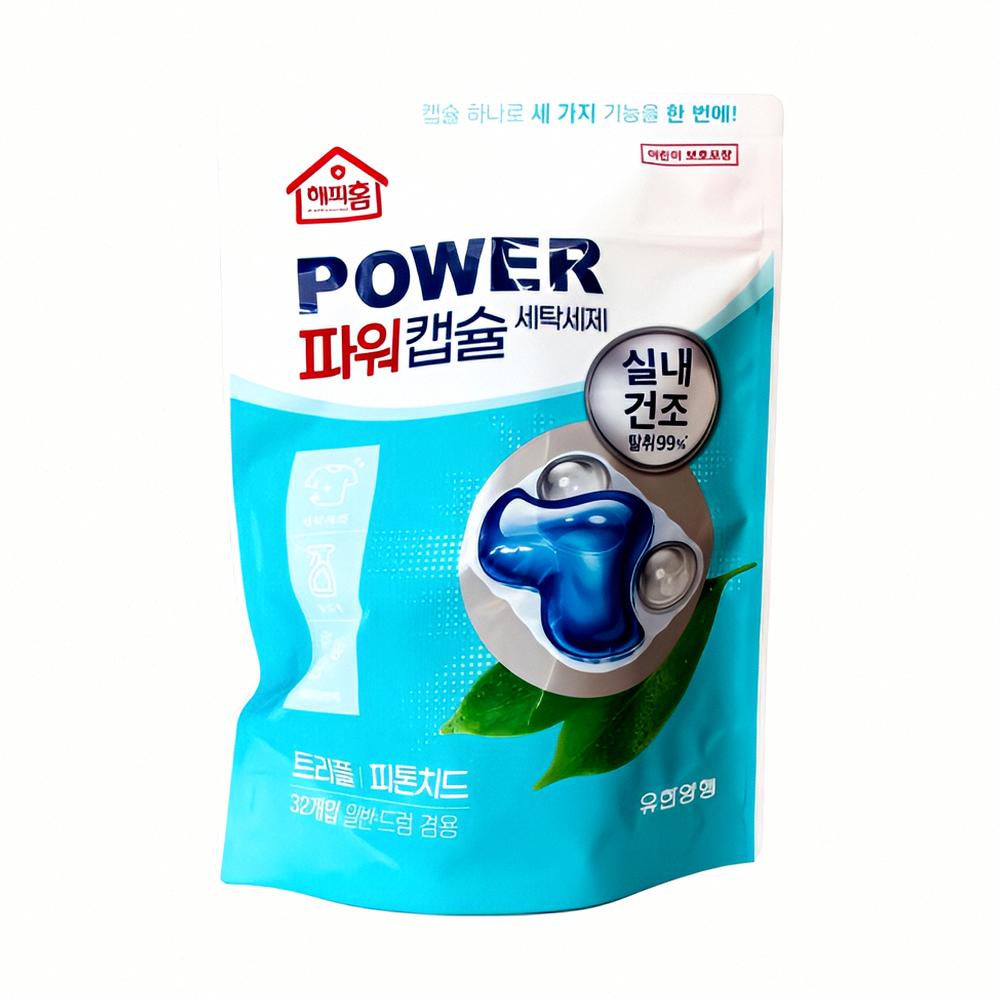 캡슐 하나로 세 가지 기능을 한 번에!
어린이 보호포장
해피홈
POWER
파워캡슐 세탁세제
실내
건조
탈취99%
트리플 | 피톤치드
32개입 일반·드럼 겸용
유한양행